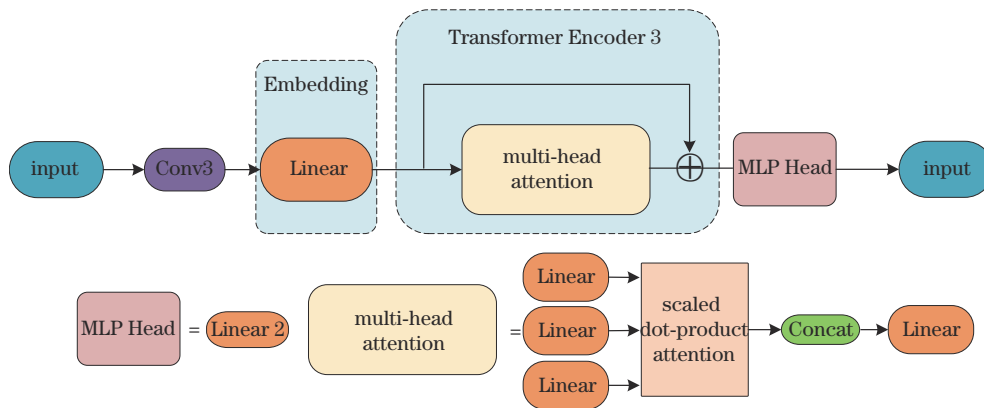 Transformer Encoder 3
Embedding
input
Conv3
Linear
multi-head
attention
MLP Head
input
MLP Head
=
Linear 2
multi-head
attention
=
Linear
Linear
Linear
scaled
dot-product
attention
Concat
Linear